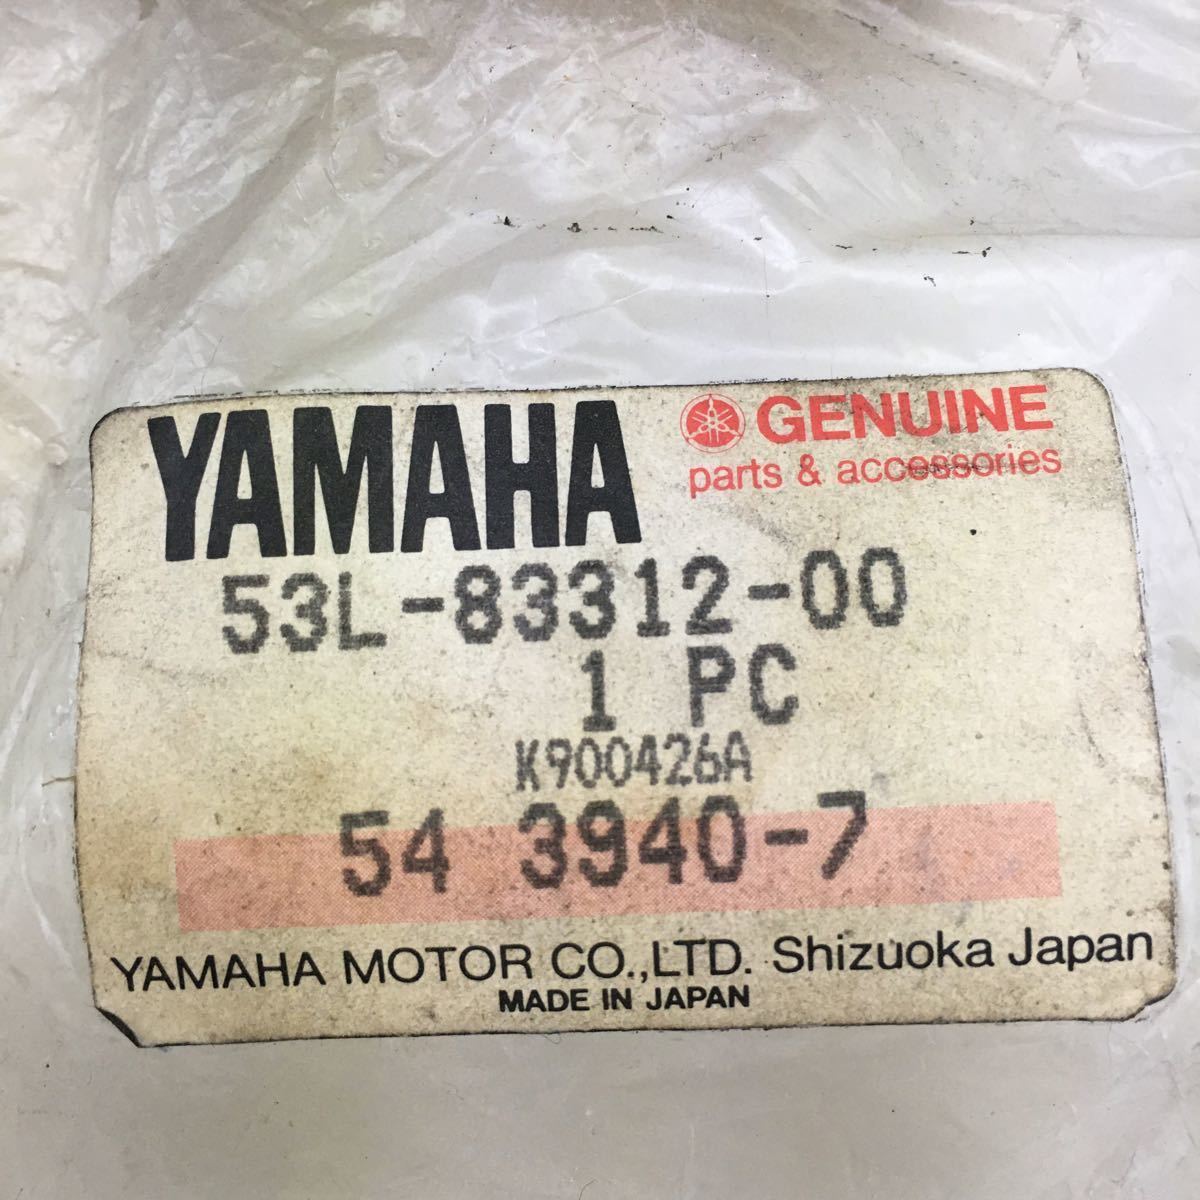 YAMAHA
GENUINE
parts & accessories
53L-83312-00
1 PC
K900426A
54 3940-7
YAMAHA MOTOR CO.,LTD. Shizuoka Japan
MADE IN JAPAN